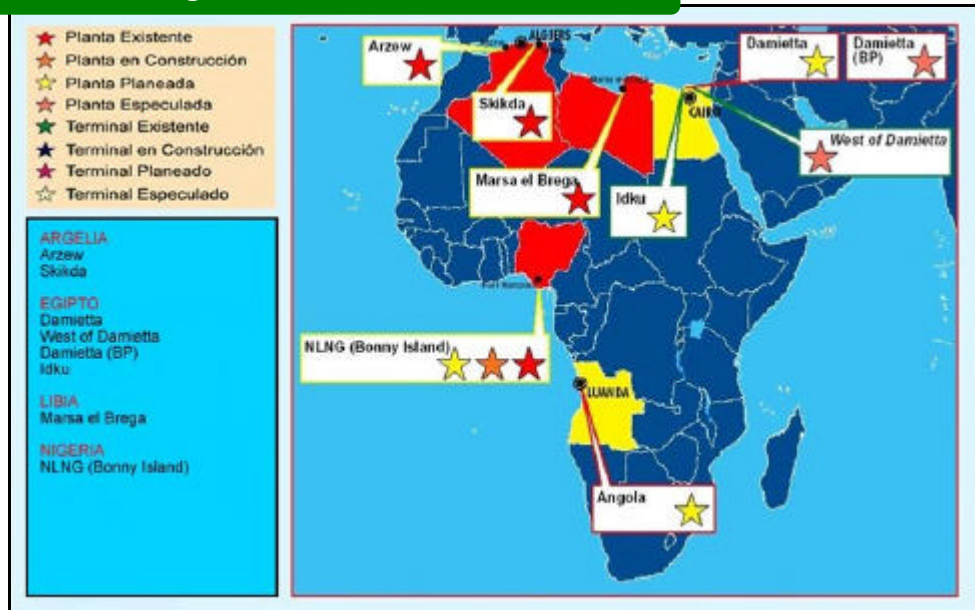 Planta Existente
Planta en Construcción
Planta Planeada
Planta Especulada
Terminal Existente
Terminal en Construcción
Terminal Planeado
Terminal Especulado
ARGELIA
Arzew
Skikda
EGIPTO
Damietta
West of Damietta
Damietta (BP)
Idku
LIBIA
Marsa el Brega
NIGERIA
NLNG (Bonny Island)
Arzew
ALGIERS
Damietta
Damietta
(BP)
Skikda
CAIRO
West of Damietta
Marsa el Brega
Idku
NLNG (Bonny Island)
LUANDA
Angola